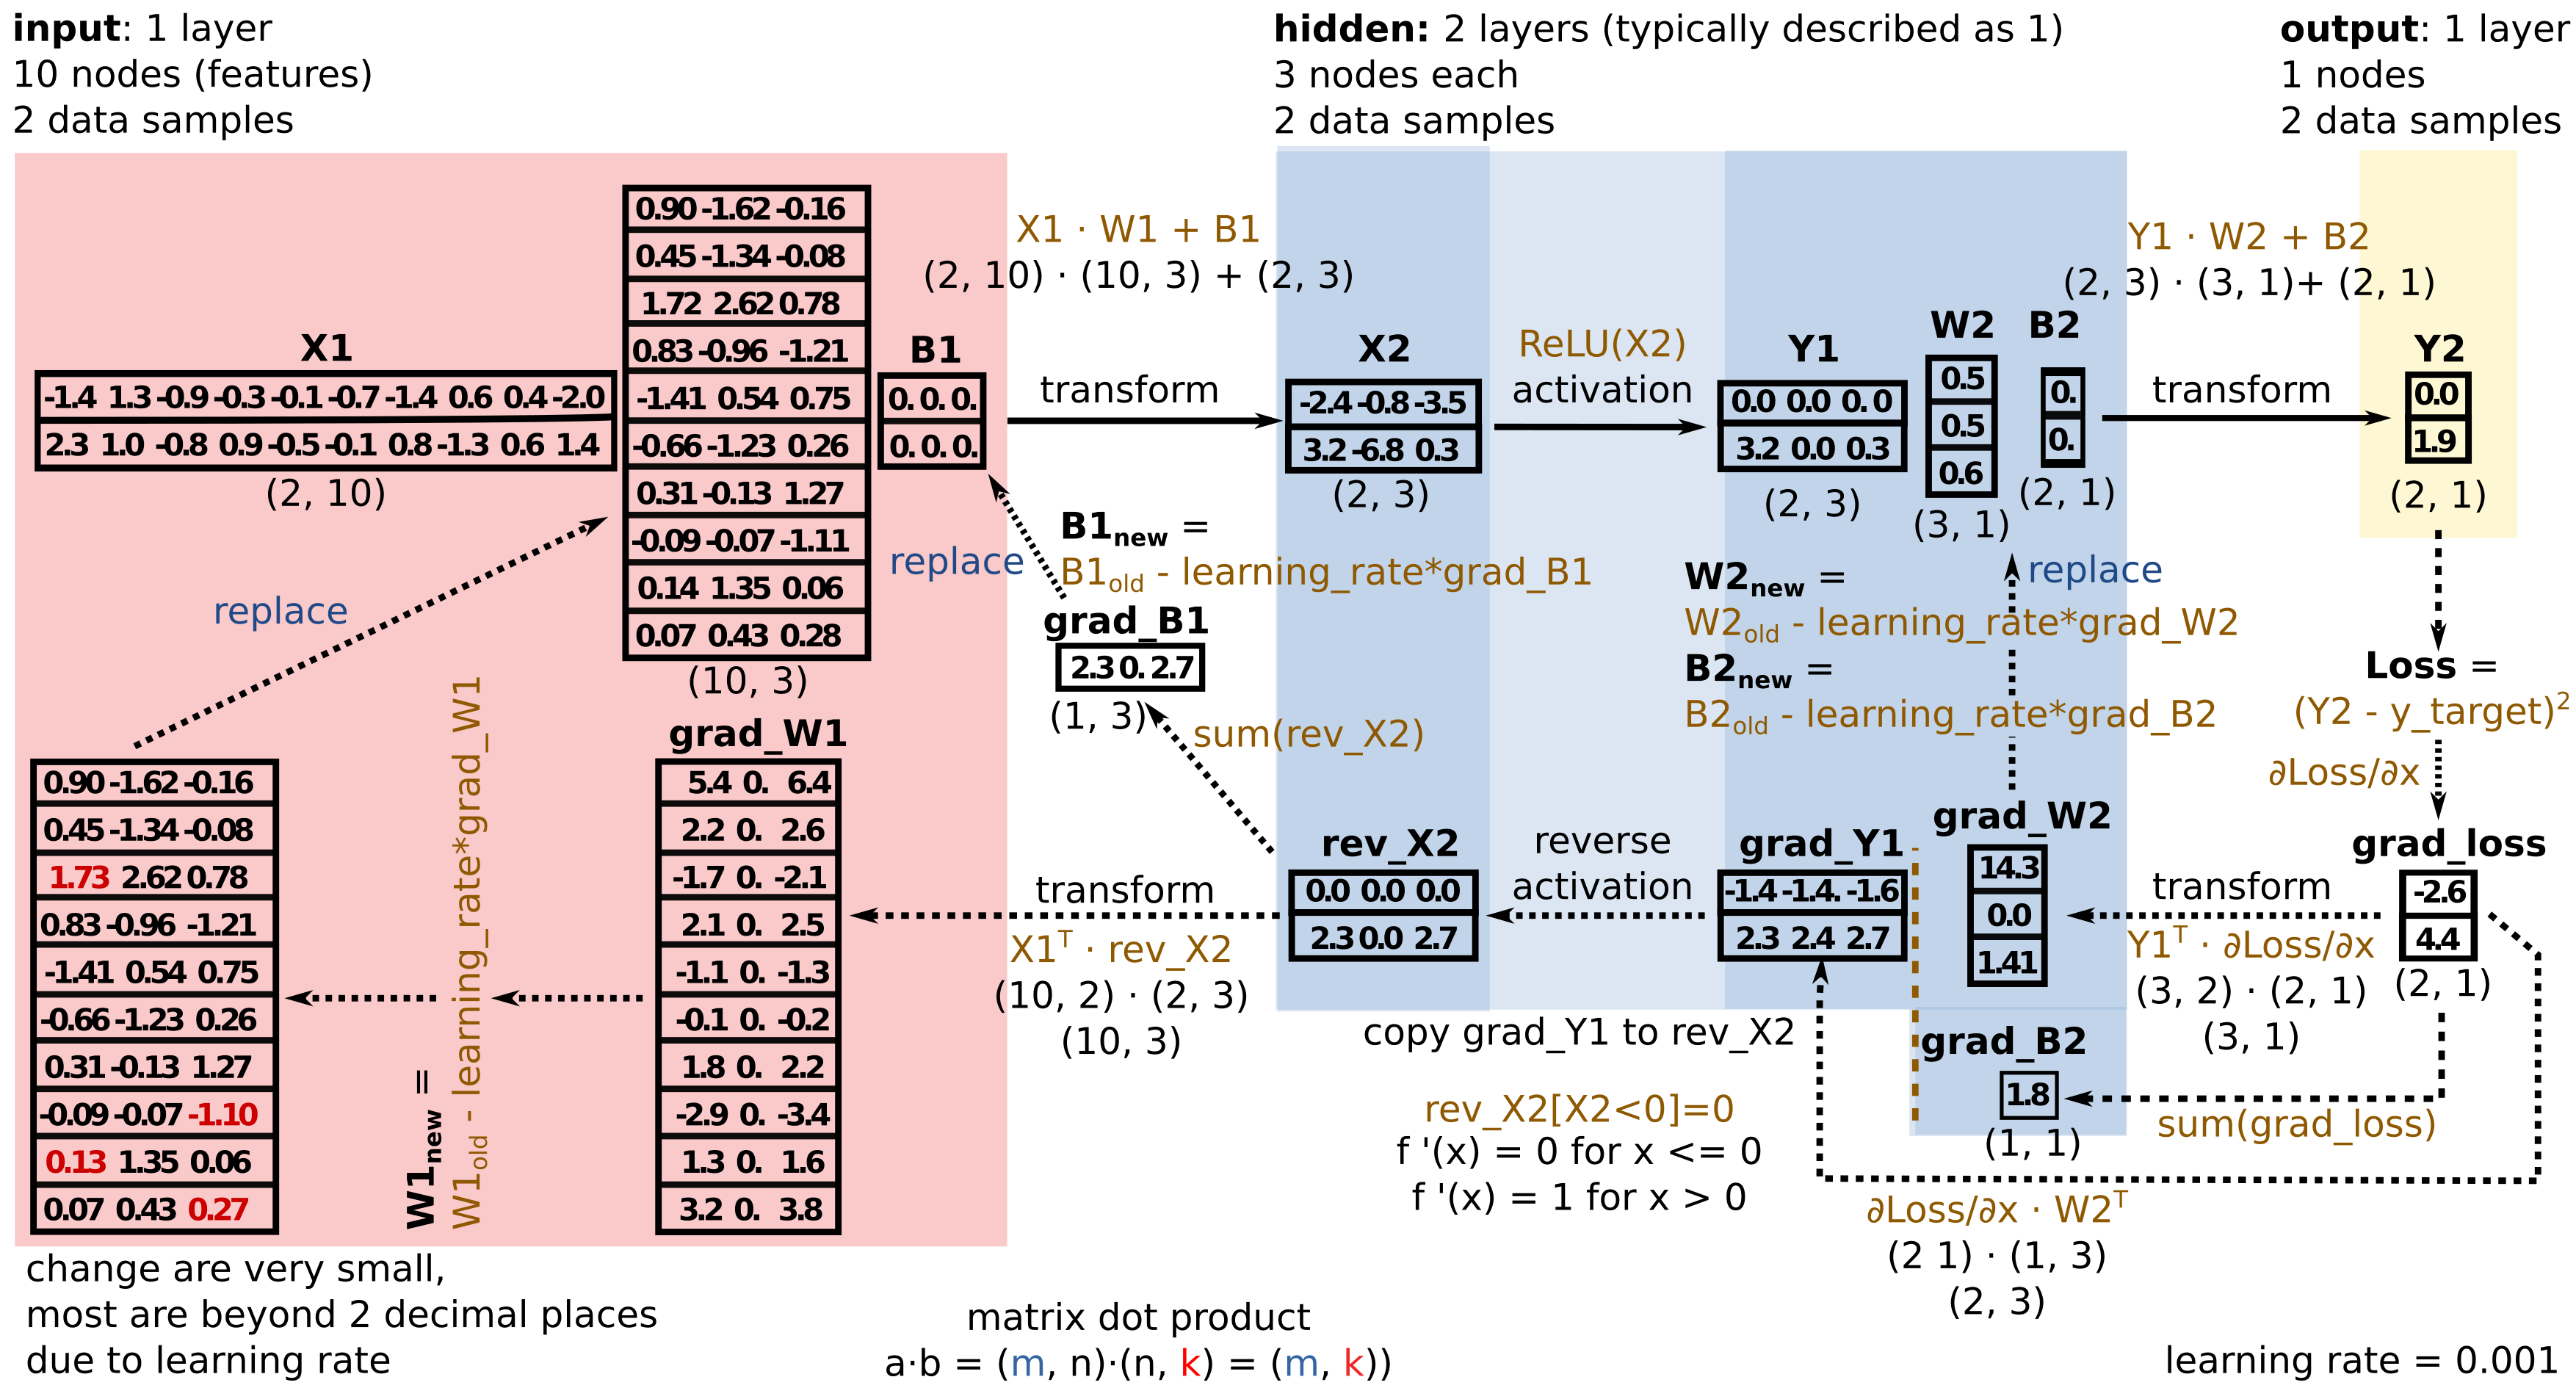 input: 1 layer
10 nodes (features)
2 data samples
hidden: 2 layers (typically described as 1)
3 nodes each
2 data samples
output: 1 layer
1 nodes
2 data samples
X1
-1.4 1.3 -0.9 -0.3 -0.1 -0.7 -1.4 0.6 0.4 -2.0
2.3 1.0 -0.8 0.9 -0.5 -0.1 0.8 -1.3 0.6 1.4
(2, 10)
0.90 -1.62 -0.16
0.45 -1.34 -0.08
1.72 2.62 0.78
0.83 -0.96 -1.21
-1.41 0.54 0.75
-0.66 -1.23 0.26
0.31 -0.13 1.27
-0.09 -0.07 -1.11
0.14 1.35 0.06
0.07 0.43 0.28
(10, 3)
B1
0. 0. 0.
0. 0. 0.
X1 · W1 + B1
(2, 10) · (10, 3) + (2, 3)
transform
X2
-2.4 -0.8 -3.5
3.2 -6.8 0.3
(2, 3)
ReLU(X2)
activation
Y1
0.0 0.0 0.0
3.2 0.0 0.3
(2, 3)
W2
0.5
0.5
0.6
(3, 1)
B2
0.
0.
(2, 1)
Y1 · W2 + B2
(2, 3) · (3, 1)+ (2, 1)
transform
Y2
0.0
1.9
(2, 1)
replace
replace
B1new =
B1old - learning_rate*grad_B1
grad_B1
2.3 0. 2.7
(1, 3)
sum(rev_X2)
W2new =
W2old - learning_rate*grad_W2
B2new =
B2old - learning_rate*grad_B2
replace
Loss =
(Y2 - y_target)²
∂Loss/∂x
grad_loss
-2.6
4.4
(2, 1)
transform
Y1ᵀ · ∂Loss/∂x
(3, 2) · (2, 1)
(3, 1)
grad_W2
14.3
0.0
1.41
grad_B2
1.8
(1, 1)
sum(grad_loss)
grad_Y1
-1.4 -1.4. -1.6
2.3 2.4 2.7
∂Loss/∂x · W2ᵀ
(2 1) · (1, 3)
(2, 3)
reverse
activation
rev_X2
0.0 0.0 0.0
2.3 0.0 2.7
copy grad_Y1 to rev_X2
rev_X2[X2<0]=0
f '(x) = 0 for x <= 0
f '(x) = 1 for x > 0
transform
X1ᵀ · rev_X2
(10, 2) · (2, 3)
(10, 3)
grad_W1
5.4 0. 6.4
2.2 0. 2.6
-1.7 0. -2.1
2.1 0. 2.5
-1.1 0. -1.3
-0.1 0. -0.2
1.8 0. 2.2
-2.9 0. -3.4
1.3 0. 1.6
3.2 0. 3.8
W1new =
W1old - learning_rate*grad_W1
0.90 -1.62 -0.16
0.45 -1.34 -0.08
1.73 2.62 0.78
0.83 -0.96 -1.21
-1.41 0.54 0.75
-0.66 -1.23 0.26
0.31 -0.13 1.27
-0.09 -0.07 -1.10
0.13 1.35 0.06
0.07 0.43 0.27
change are very small,
most are beyond 2 decimal places
due to learning rate
matrix dot product
a·b = (m, n)·(n, k) = (m, k))
learning rate = 0.001